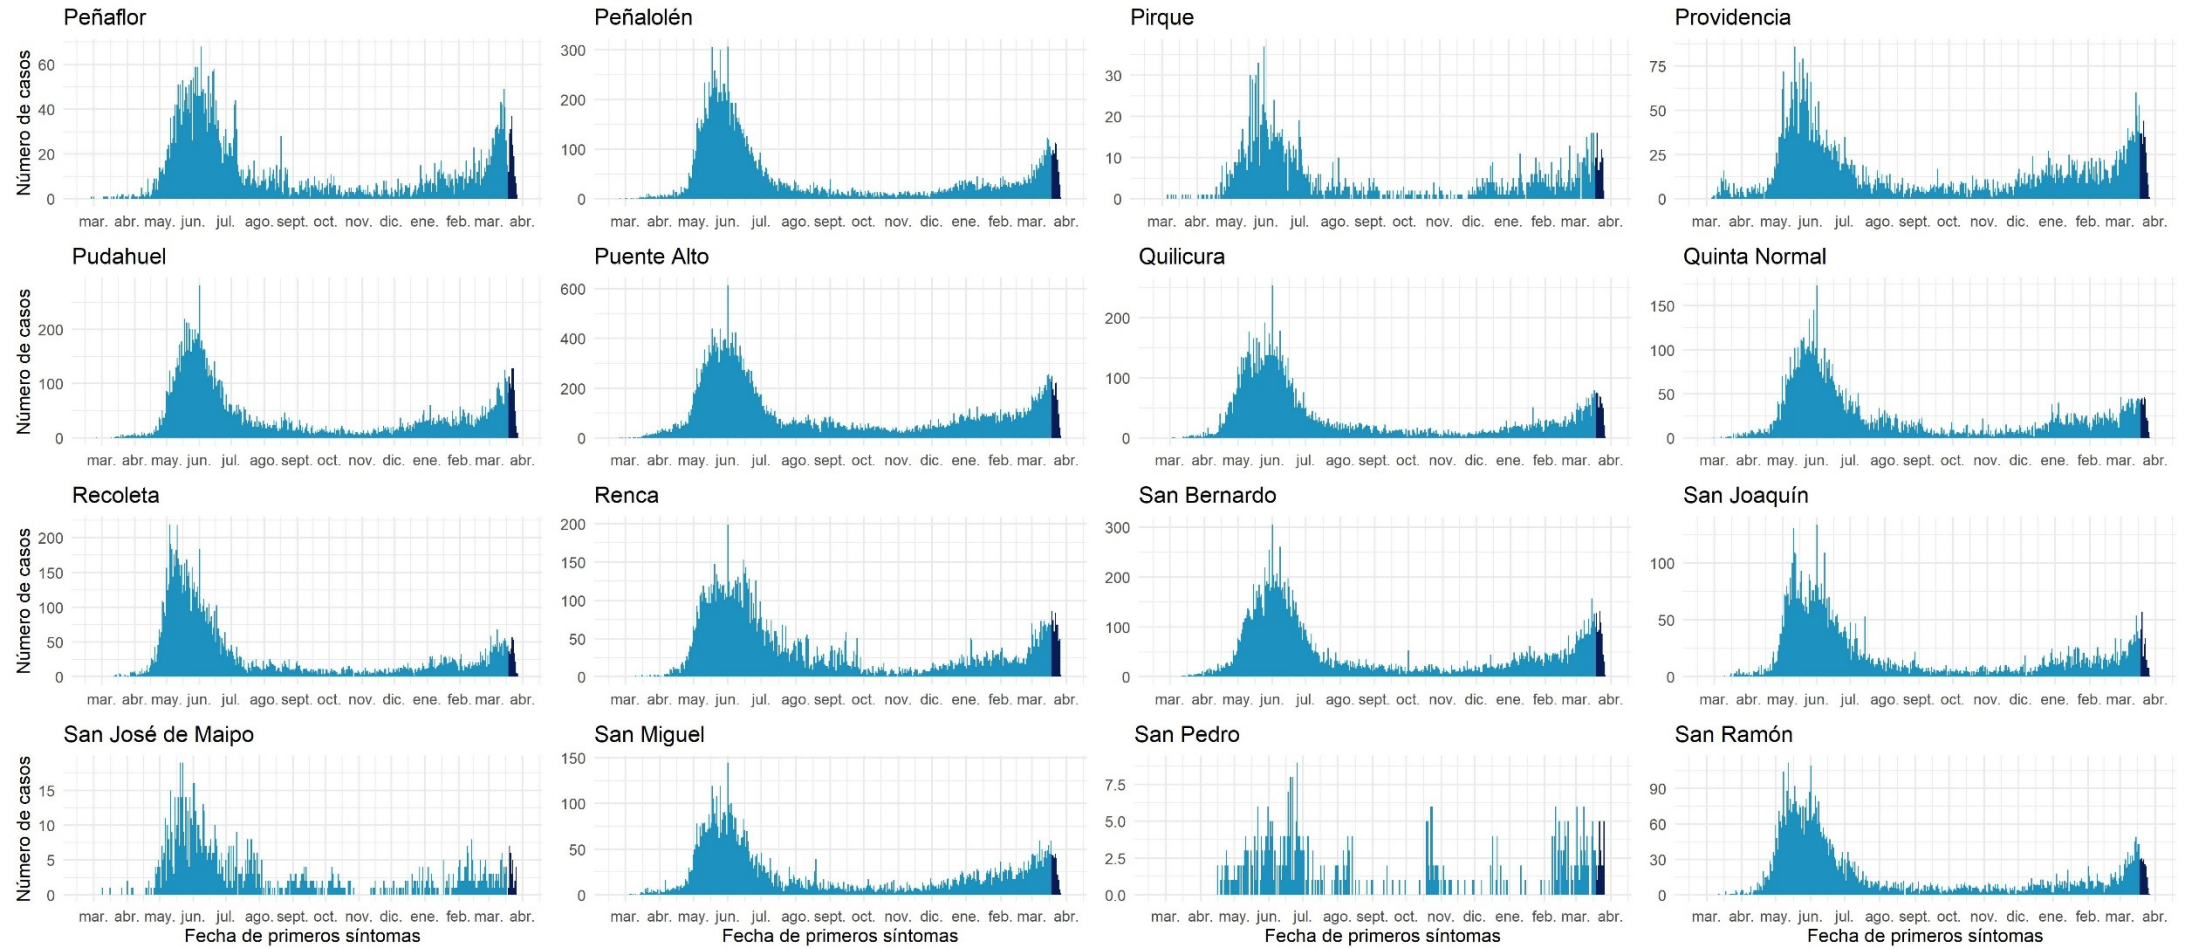 Peñaflor
Peñalolén
Pirque
Providencia
Número de casos
60
40
20
0
300
200
100
0
30
20
10
0
75
50
25
0
mar. abr. may. jun. jul. ago. sept. oct. nov. dic. ene. feb. mar. abr.
mar. abr. may. jun. jul. ago. sept. oct. nov. dic. ene. feb. mar. abr.
mar. abr. may. jun. jul. ago. sept. oct. nov. dic. ene. feb. mar. abr.
mar. abr. may. jun. jul. ago. sept. oct. nov. dic. ene. feb. mar. abr.
Pudahuel
Puente Alto
Quilicura
Quinta Normal
Número de casos
200
100
0
600
400
200
0
200
100
0
150
100
50
0
mar. abr. may. jun. jul. ago. sept. oct. nov. dic. ene. feb. mar. abr.
mar. abr. may. jun. jul. ago. sept. oct. nov. dic. ene. feb. mar. abr.
mar. abr. may. jun. jul. ago. sept. oct. nov. dic. ene. feb. mar. abr.
mar. abr. may. jun. jul. ago. sept. oct. nov. dic. ene. feb. mar. abr.
Recoleta
Renca
San Bernardo
San Joaquín
Número de casos
200
150
100
50
0
200
150
100
50
0
300
200
100
0
100
50
0
mar. abr. may. jun. jul. ago. sept. oct. nov. dic. ene. feb. mar. abr.
mar. abr. may. jun. jul. ago. sept. oct. nov. dic. ene. feb. mar. abr.
mar. abr. may. jun. jul. ago. sept. oct. nov. dic. ene. feb. mar. abr.
mar. abr. may. jun. jul. ago. sept. oct. nov. dic. ene. feb. mar. abr.
San José de Maipo
San Miguel
San Pedro
San Ramón
Número de casos
15
10
5
0
150
100
50
0
7.5
5.0
2.5
0.0
90
60
30
0
mar. abr. may. jun. jul. ago. sept. oct. nov. dic. ene. feb. mar. abr.
mar. abr. may. jun. jul. ago. sept. oct. nov. dic. ene. feb. mar. abr.
mar. abr. may. jun. jul. ago. sept. oct. nov. dic. ene. feb. mar. abr.
mar. abr. may. jun. jul. ago. sept. oct. nov. dic. ene. feb. mar. abr.
Fecha de primeros síntomas
Fecha de primeros síntomas
Fecha de primeros síntomas
Fecha de primeros síntomas